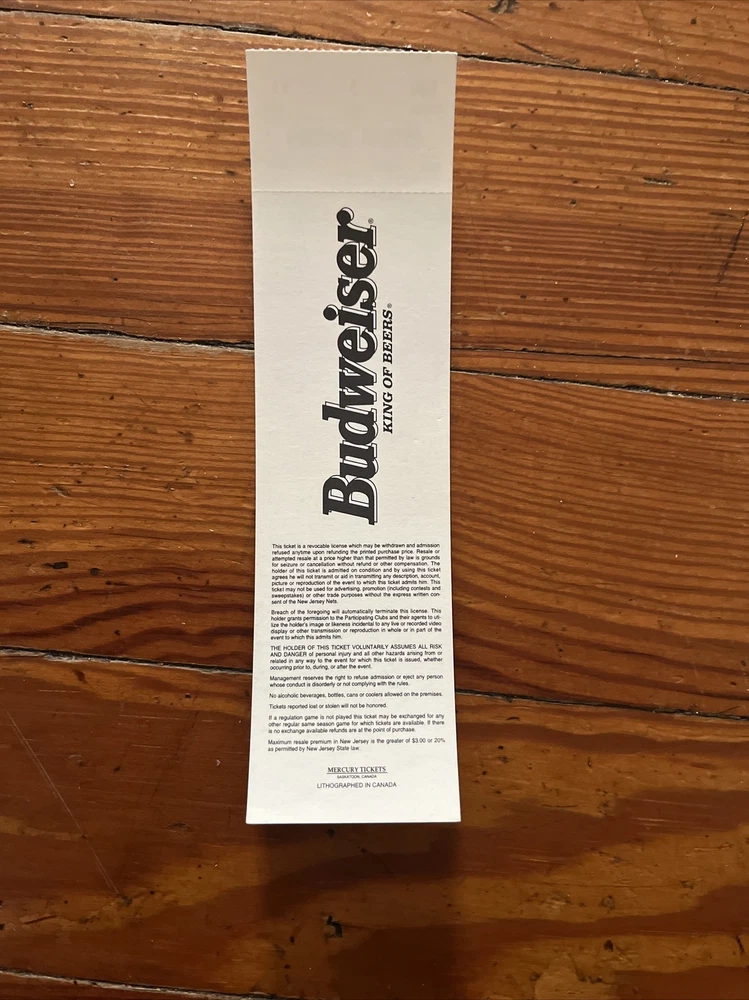 Budweiser®
KING OF BEERS®
This ticket is a revocable license which may be withdrawn and admission
refused anytime upon refunding the printed purchase price. Resale or
attempted resale at a price higher than that permitted by law is grounds
for seizure or cancellation without refund or other compensation. The
holder of this ticket is admitted on condition and by using this ticket
agrees he will not transmit or aid in transmitting any description, account,
picture or reproduction of the event to which this ticket admits him. This
ticket may not be used for advertising, promotion (including contests and
sweepstakes) or other trade purposes without the express written con-
sent of the New Jersey Nets.
Breach of the foregoing will automatically terminate this license. This
holder grants permission to the Participating Clubs and their agents to uti-
lize the holder's image or likeness incidental to any live or recorded video
display or other transmission or reproduction in whole or in part of the
event to which this admits him.
THE HOLDER OF THIS TICKET VOLUNTARILY ASSUMES ALL RISK
AND DANGER of personal injury and all other hazards arising from or
related in any way to the event for which this ticket is issued, whether
occurring prior to, during, or after the event.
Management reserves the right to refuse admission or eject any person
whose conduct is disorderly or not complying with the rules.
No alcoholic beverages, bottles, cans or coolers allowed on the premises.
Tickets reported lost or stolen will not be honored.
If a regulation game is not played this ticket may be exchanged for any
other regular same season game for which tickets are available. If there
is no exchange available refunds are at the point of purchase.
Maximum resale premium in New Jersey is the greater of $3.00 or 20%
as permitted by New Jersey State law.
MERCURY TICKETS
SASKATOON, CANADA
LITHOGRAPHED IN CANADA